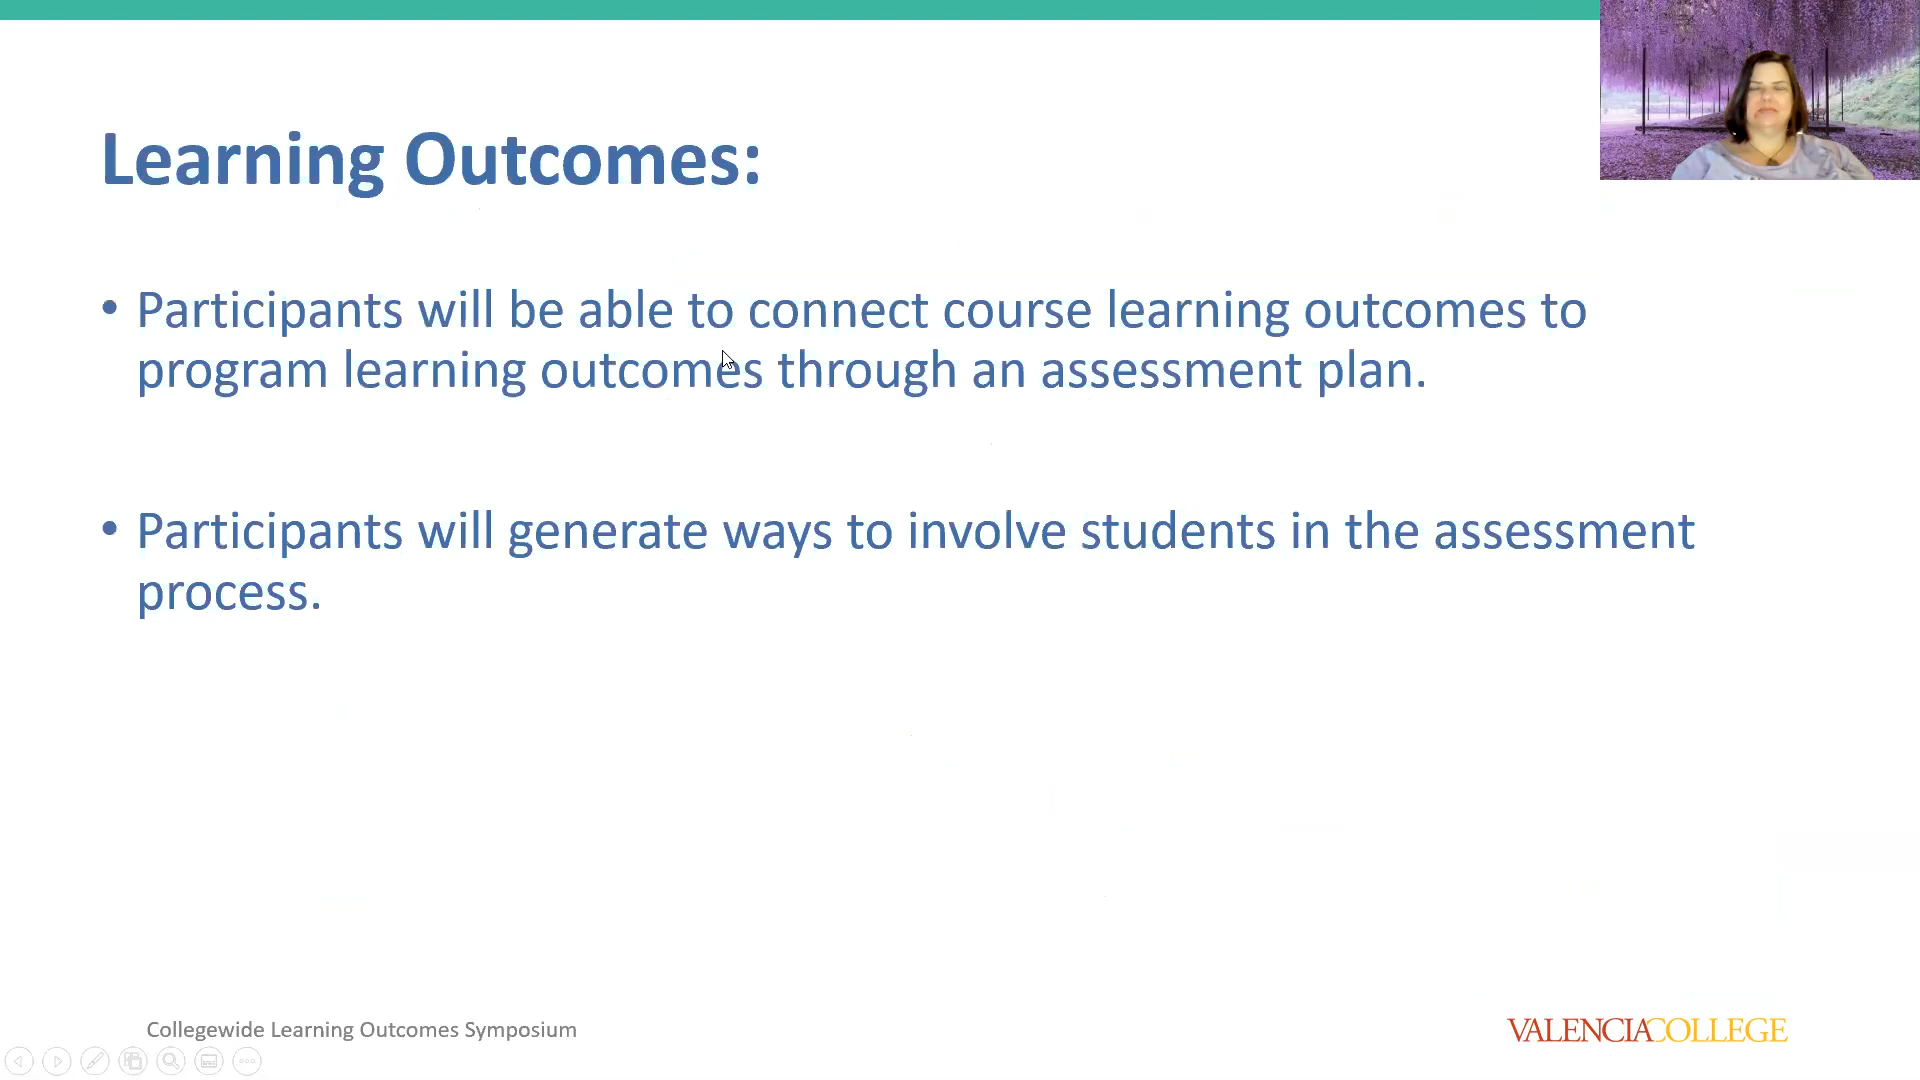 Learning Outcomes:
• Participants will be able to connect course learning outcomes to
program learning outcomes through an assessment plan.
• Participants will generate ways to involve students in the assessment
process.
Collegewide Learning Outcomes Symposium
VALENCIACOLLEGE